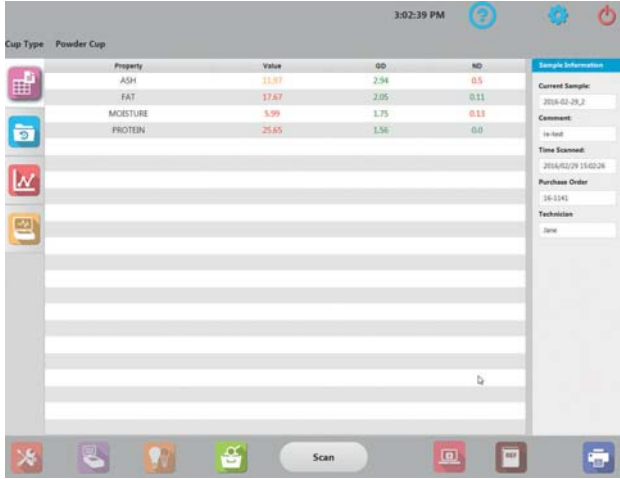 3:02:39 PM
Cup Type Powder Cup
Property Value GD ND
ASH 11.97 2.94 0.5
FAT 17.67 2.05 0.11
MOISTURE 5.99 1.75 0.13
PROTEIN 25.65 1.56 0.0
Sample Information
Current Sample:
2016-02-29_2
Comment:
re-test
Time Scanned:
2016/02/29 15:02:26
Purchase Order
16-1141
Technician
Jane
Scan
REF